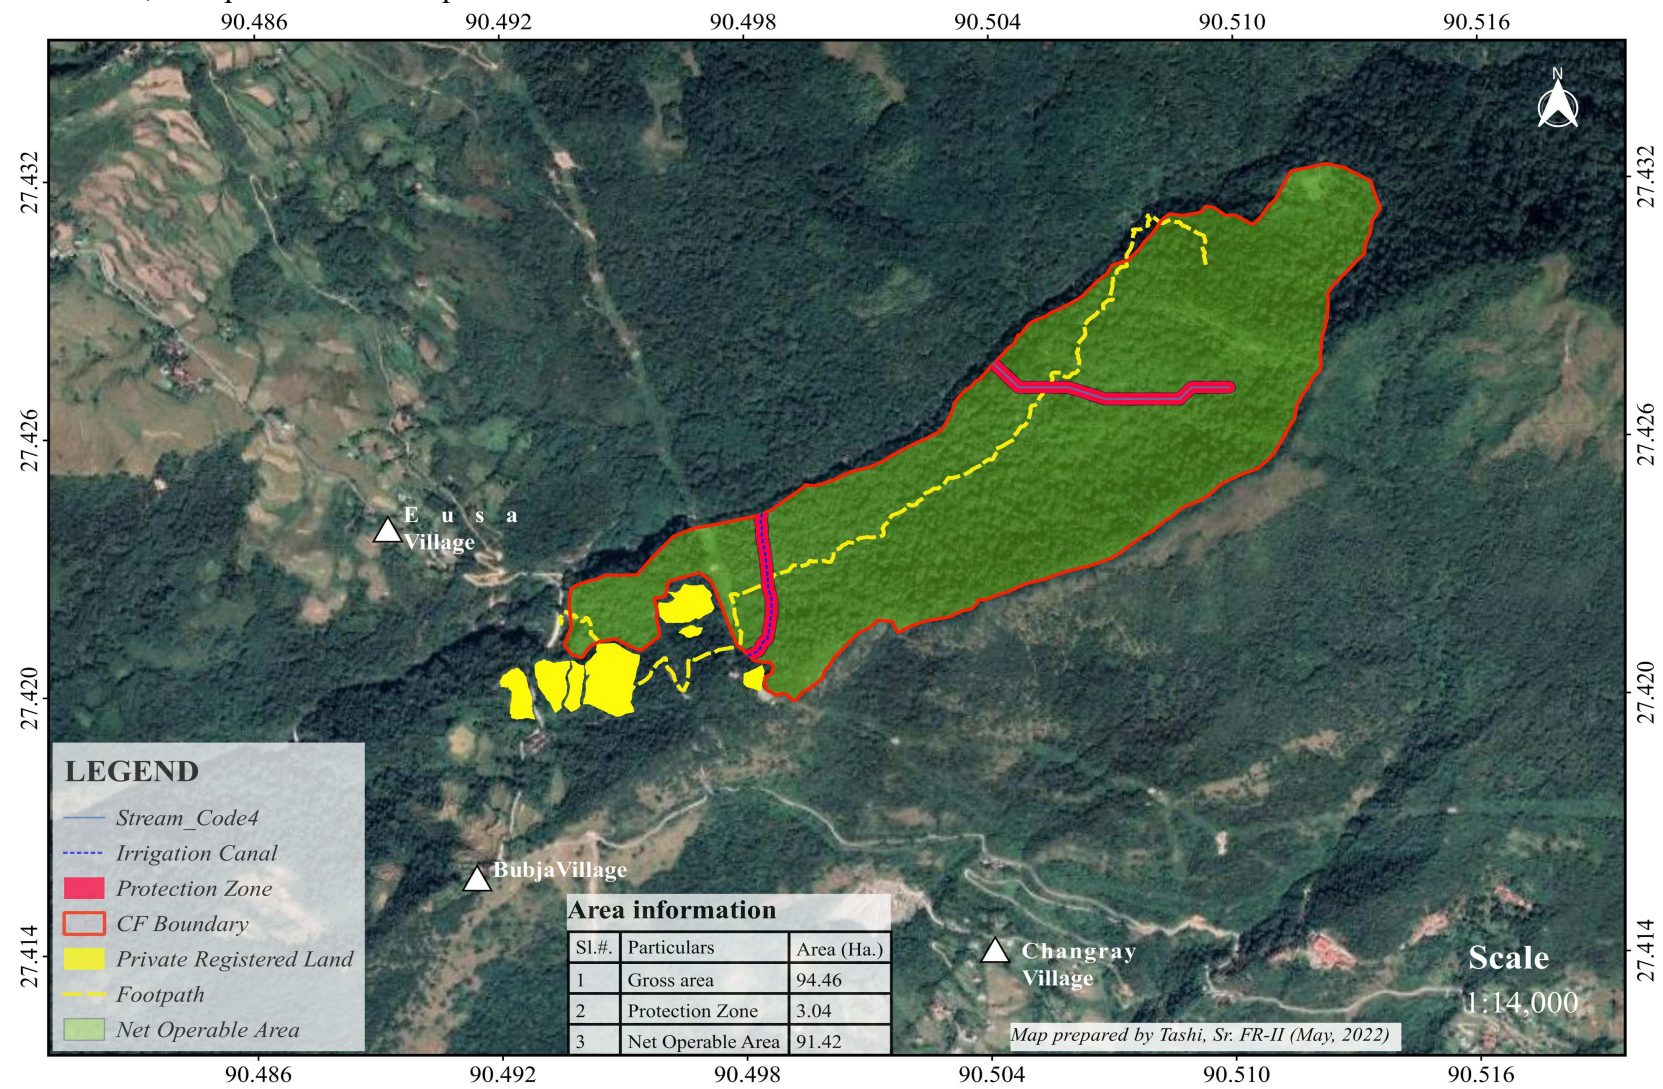 90.486 90.492 90.498 90.504 90.510 90.516
N
27.432 27.432
27.426 27.426
Eusa
Village
27.420 27.420
LEGEND
Stream_Code4
Irrigation Canal
Protection Zone
CF Boundary
Private Registered Land
Footpath
Net Operable Area
BubjaVillage
Area information
Sl.#. Particulars Area (Ha.)
1 Gross area 94.46
2 Protection Zone 3.04
3 Net Operable Area 91.42
Changray
Village
27.414 27.414
Scale
1:14,000
Map prepared by Tashi, Sr. FR-II (May, 2022)
90.486 90.492 90.498 90.504 90.510 90.516